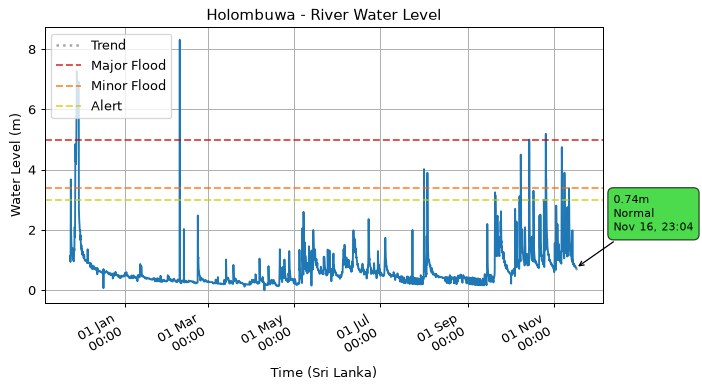 Holombuwa - River Water Level
Trend
Major Flood
Minor Flood
Alert
Water Level (m)
8
6
4
2
0
0.74m
Normal
Nov 16, 23:04
01 Jan
00:00
01 Mar
00:00
01 May
00:00
01 Jul
00:00
01 Sep
00:00
01 Nov
00:00
Time (Sri Lanka)